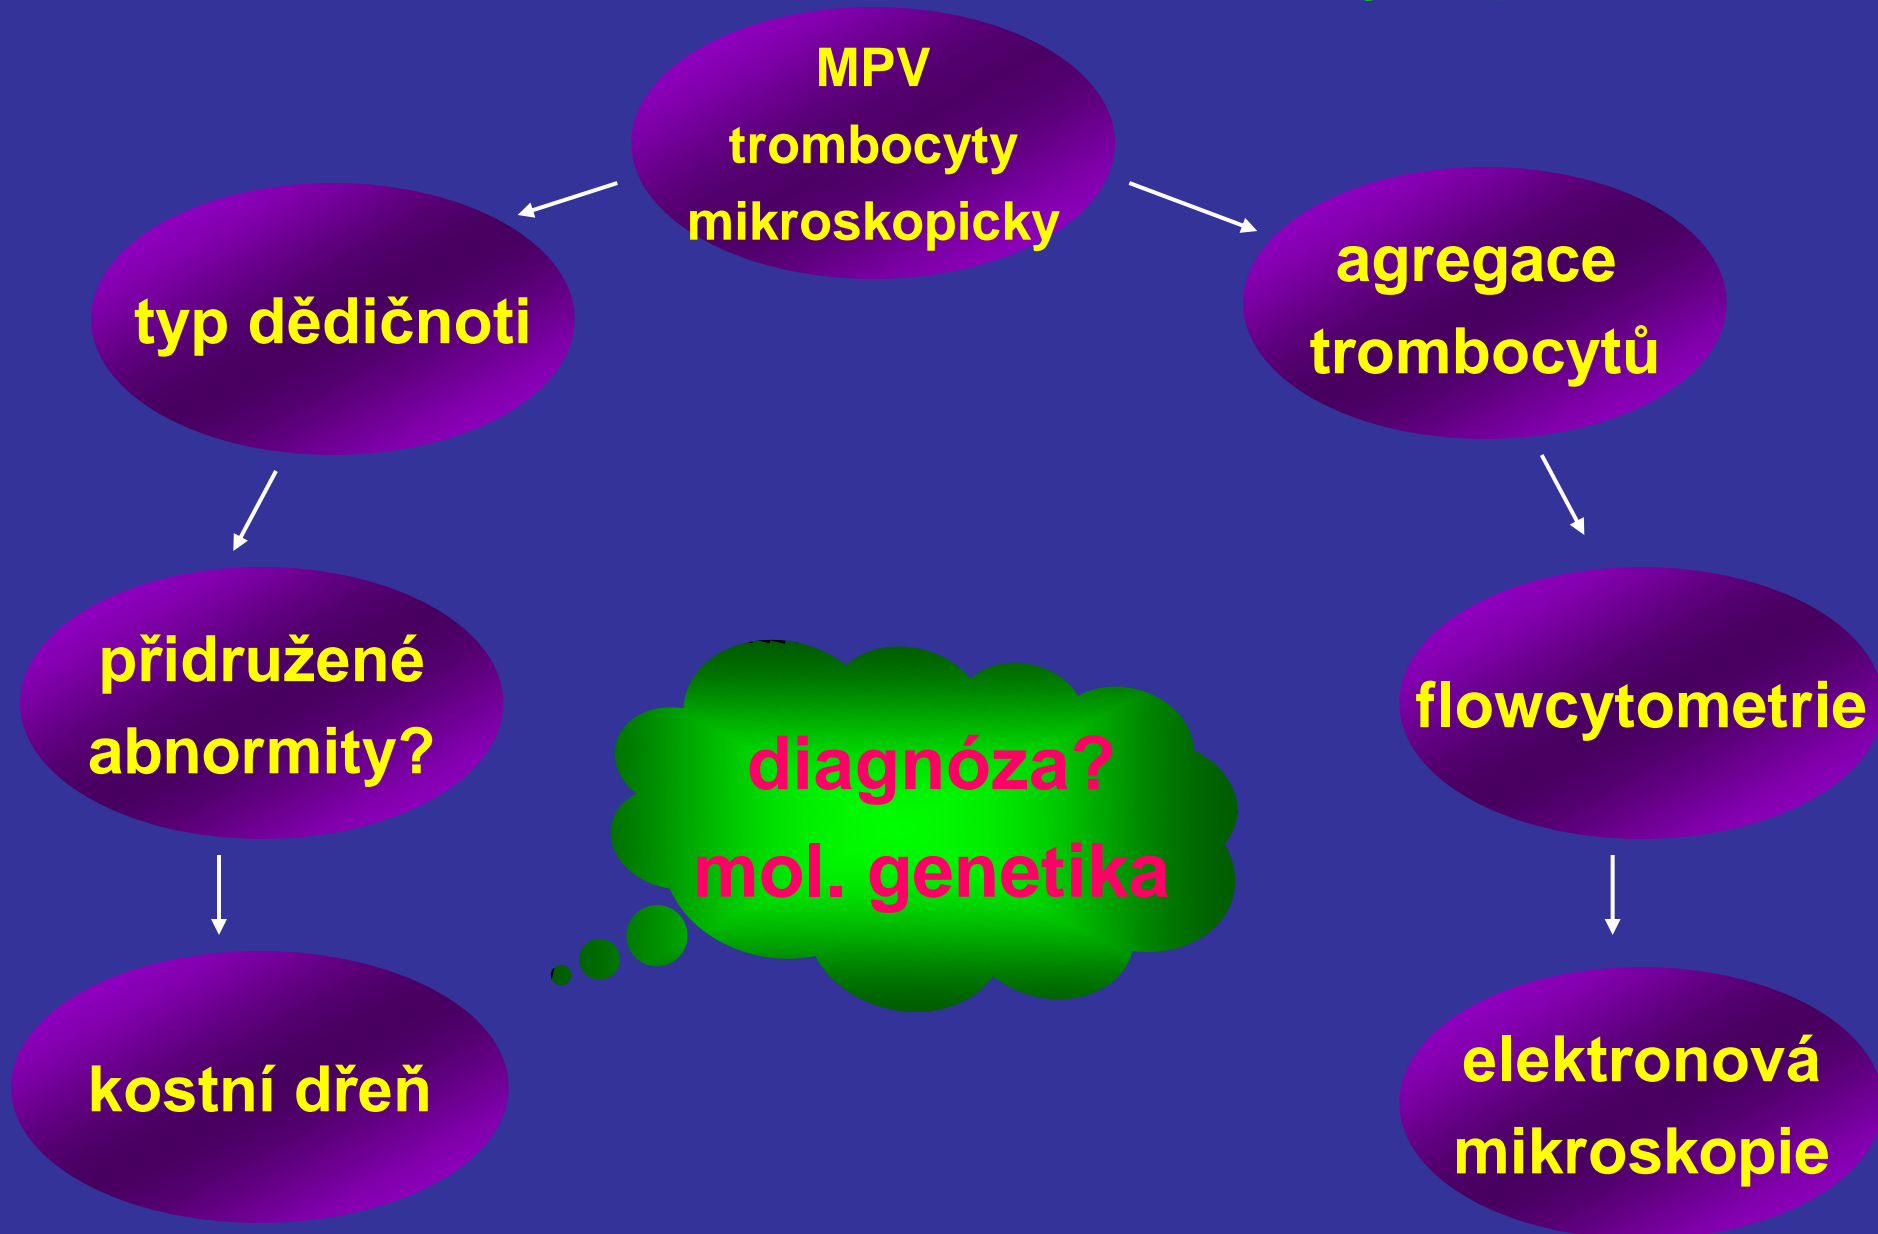 MPV
trombocyty
mikroskopicky
typ dědičnoti
agregace
trombocytů
přidružené
abnormity?
flowcytometrie
diagnóza?
mol. genetika
kostní dřeň
elektronová
mikroskopie